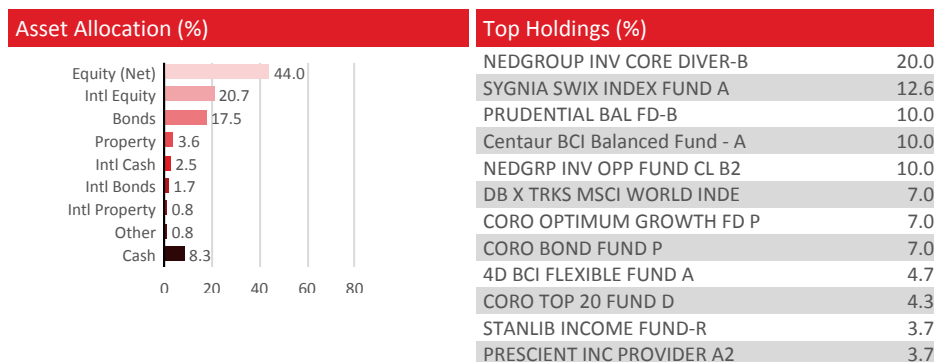 Asset Allocation (%)
Equity (Net) 44.0
Intl Equity 20.7
Bonds 17.5
Property 3.6
Intl Cash 2.5
Intl Bonds 1.7
Intl Property 0.8
Other 0.8
Cash 8.3
0 20 40 60 80
Top Holdings (%)
NEDGROUP INV CORE DIVER-B 20.0
SYGNIA SWIX INDEX FUND A 12.6
PRUDENTIAL BAL FD-B 10.0
Centaur BCI Balanced Fund - A 10.0
NEDGRP INV OPP FUND CL B2 10.0
DB X TRKS MSCI WORLD INDE 7.0
CORO OPTIMUM GROWTH FD P 7.0
CORO BOND FUND P 7.0
4D BCI FLEXIBLE FUND A 4.7
CORO TOP 20 FUND D 4.3
STANLIB INCOME FUND-R 3.7
PRESCIENT INC PROVIDER A2 3.7